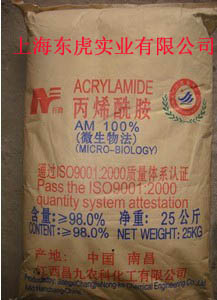 上海东虎实业有限公司
ACRYLAMIDE
丙烯酰胺
AM 100%
(微生物法)
(MICRO-BIOLOGY)
通过ISO9001:2000质量体系认证
Pass the ISO9001:2000
quantity system attestation
含量:≥98.0% 净重: 25公斤
CONTENT:≥98.0% NET WEIGHT: 25KG
产地: 中国 南昌
江西昌九农科化工有限公司